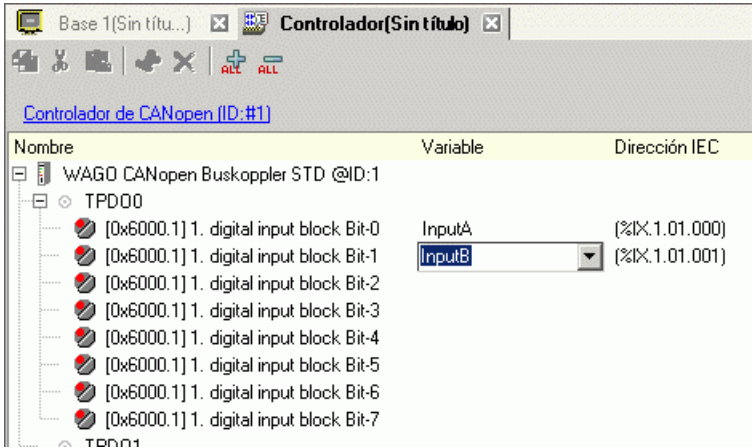 Base 1(Sin títu...) Controlador(Sin título)
ALL ALL
Controlador de CANopen (ID:#1)
Nombre Variable Dirección IEC
WAGO CANopen Buskoppler STD @ID:1
TPDO0
[0x6000.1] 1. digital input block Bit-0 InputA (%IX.1.01.000)
[0x6000.1] 1. digital input block Bit-1 InputB (%IX.1.01.001)
[0x6000.1] 1. digital input block Bit-2
[0x6000.1] 1. digital input block Bit-3
[0x6000.1] 1. digital input block Bit-4
[0x6000.1] 1. digital input block Bit-5
[0x6000.1] 1. digital input block Bit-6
[0x6000.1] 1. digital input block Bit-7
TPDO1